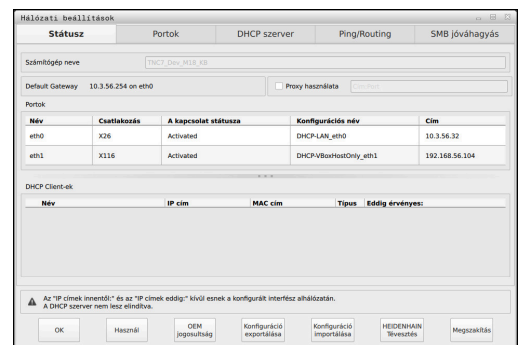 Hálózati beállítások
Státusz Portok DHCP szerver Ping/Routing SMB jóváhagyás
Számítógép neve TNC7_Dev_M18_KB
Default Gateway 10.3.56.254 on eth0 Proxy használata
Portok
Név Csatlakozás A kapcsolat státusza Konfigurációs név Cím
eth0 X26 Activated DHCP-LAN_eth0 10.3.56.32
eth1 X116 Activated DHCP-VBoxHostOnly_eth1 192.168.56.104
DHCP Client-ek
Név IP cím MAC cím Típus Eddig érvényes:
Az "IP címek innentől:" és az "IP címek eddig:" kívül esnek a konfigurált interfész alhálózatán.
A DHCP szerver nem lesz elindítva.
OK Használ OEM jogosultság Konfiguráció exportálása Konfiguráció importálása HEIDENHAIN Tévesztés Megszakítás